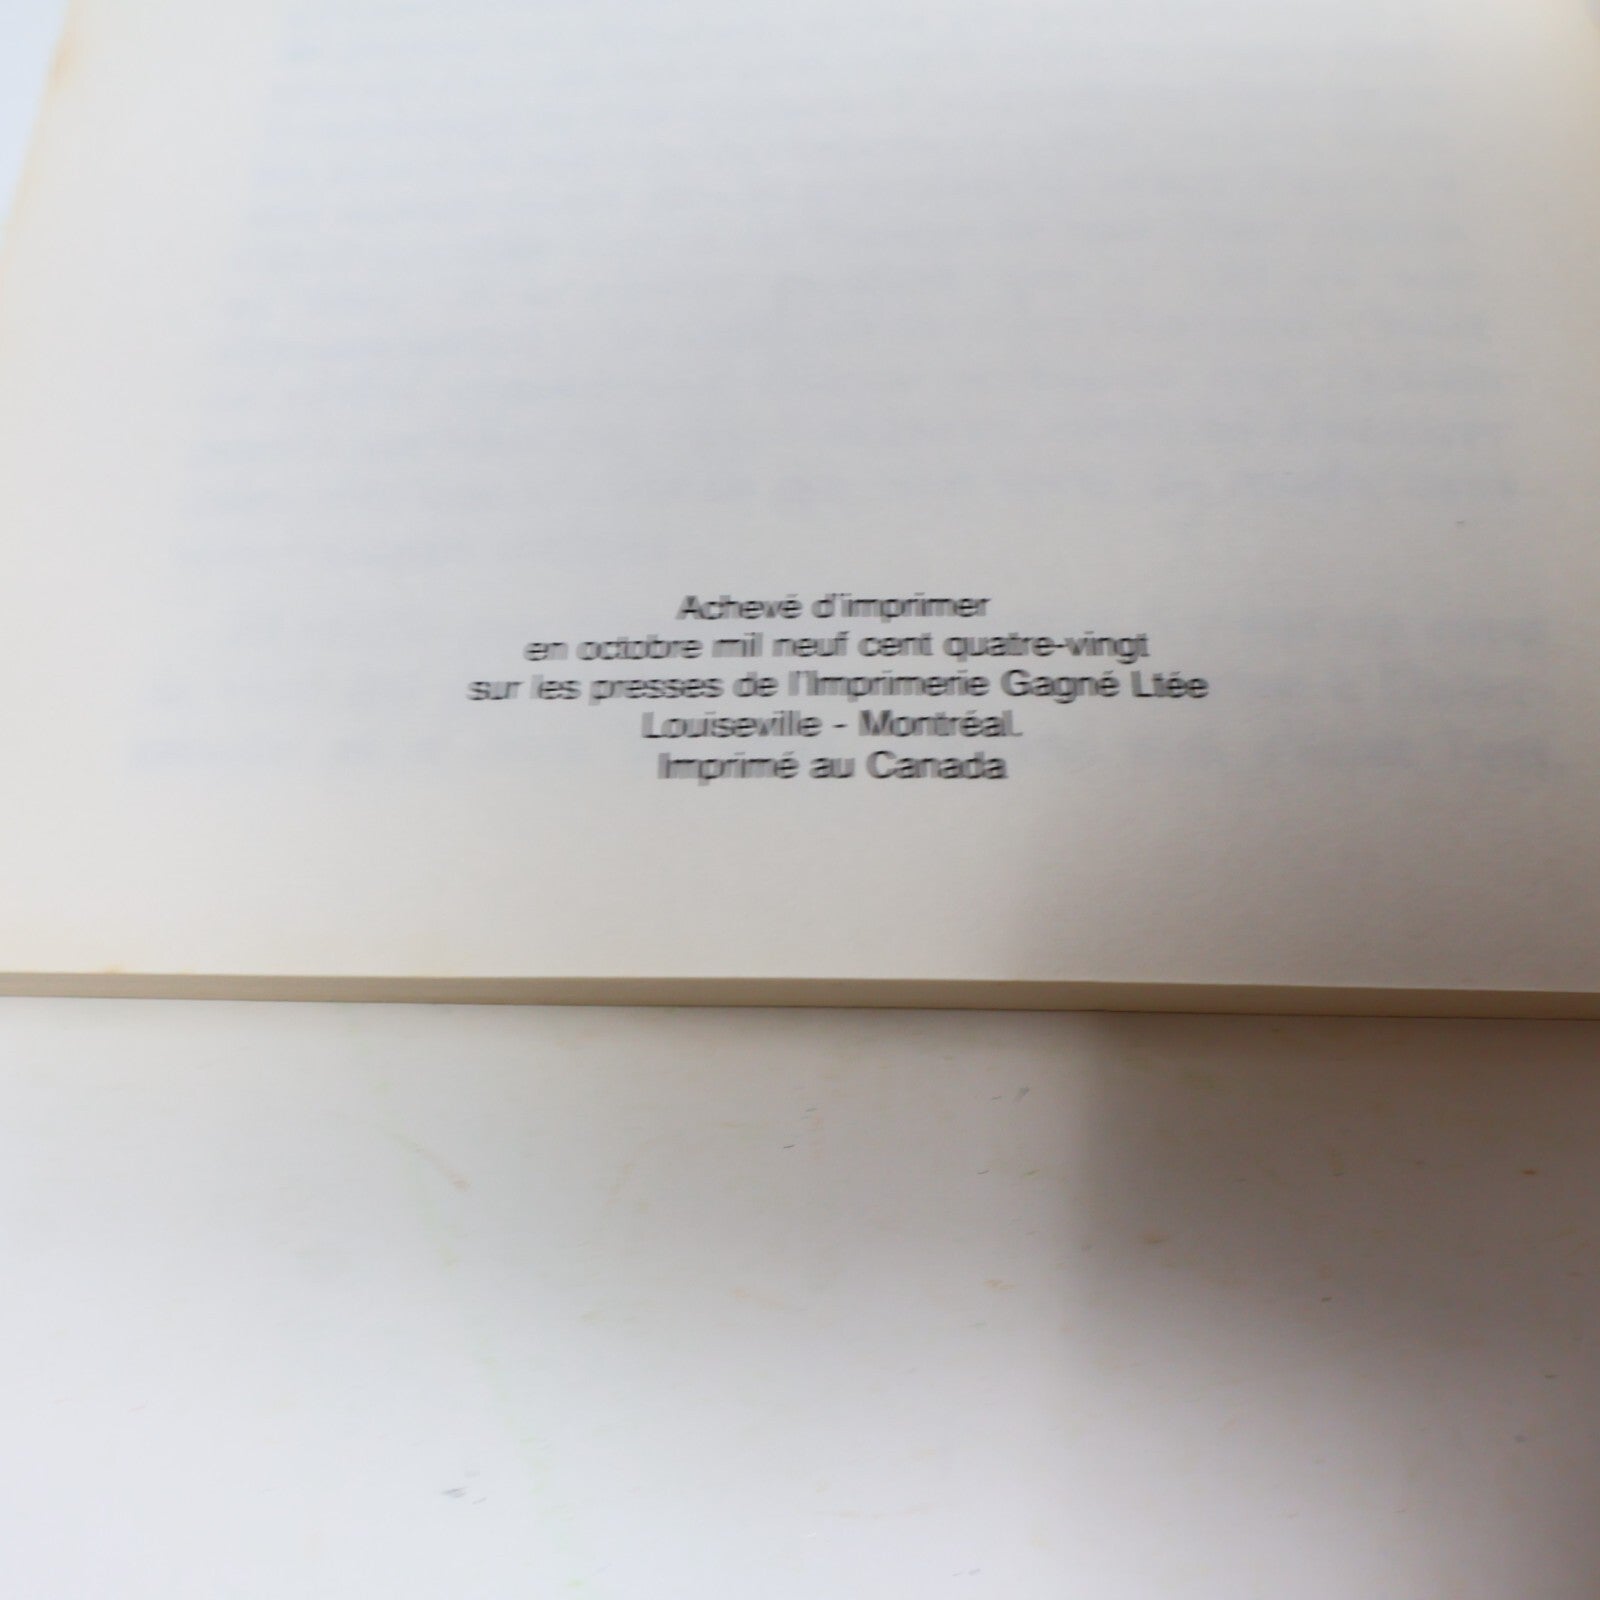 Achevé d'imprimer
en octobre mil neuf cent quatre-vingt
sur les presses de l'Imprimerie Gagné Ltée
Louiseville - Montréal.
Imprimé au Canada